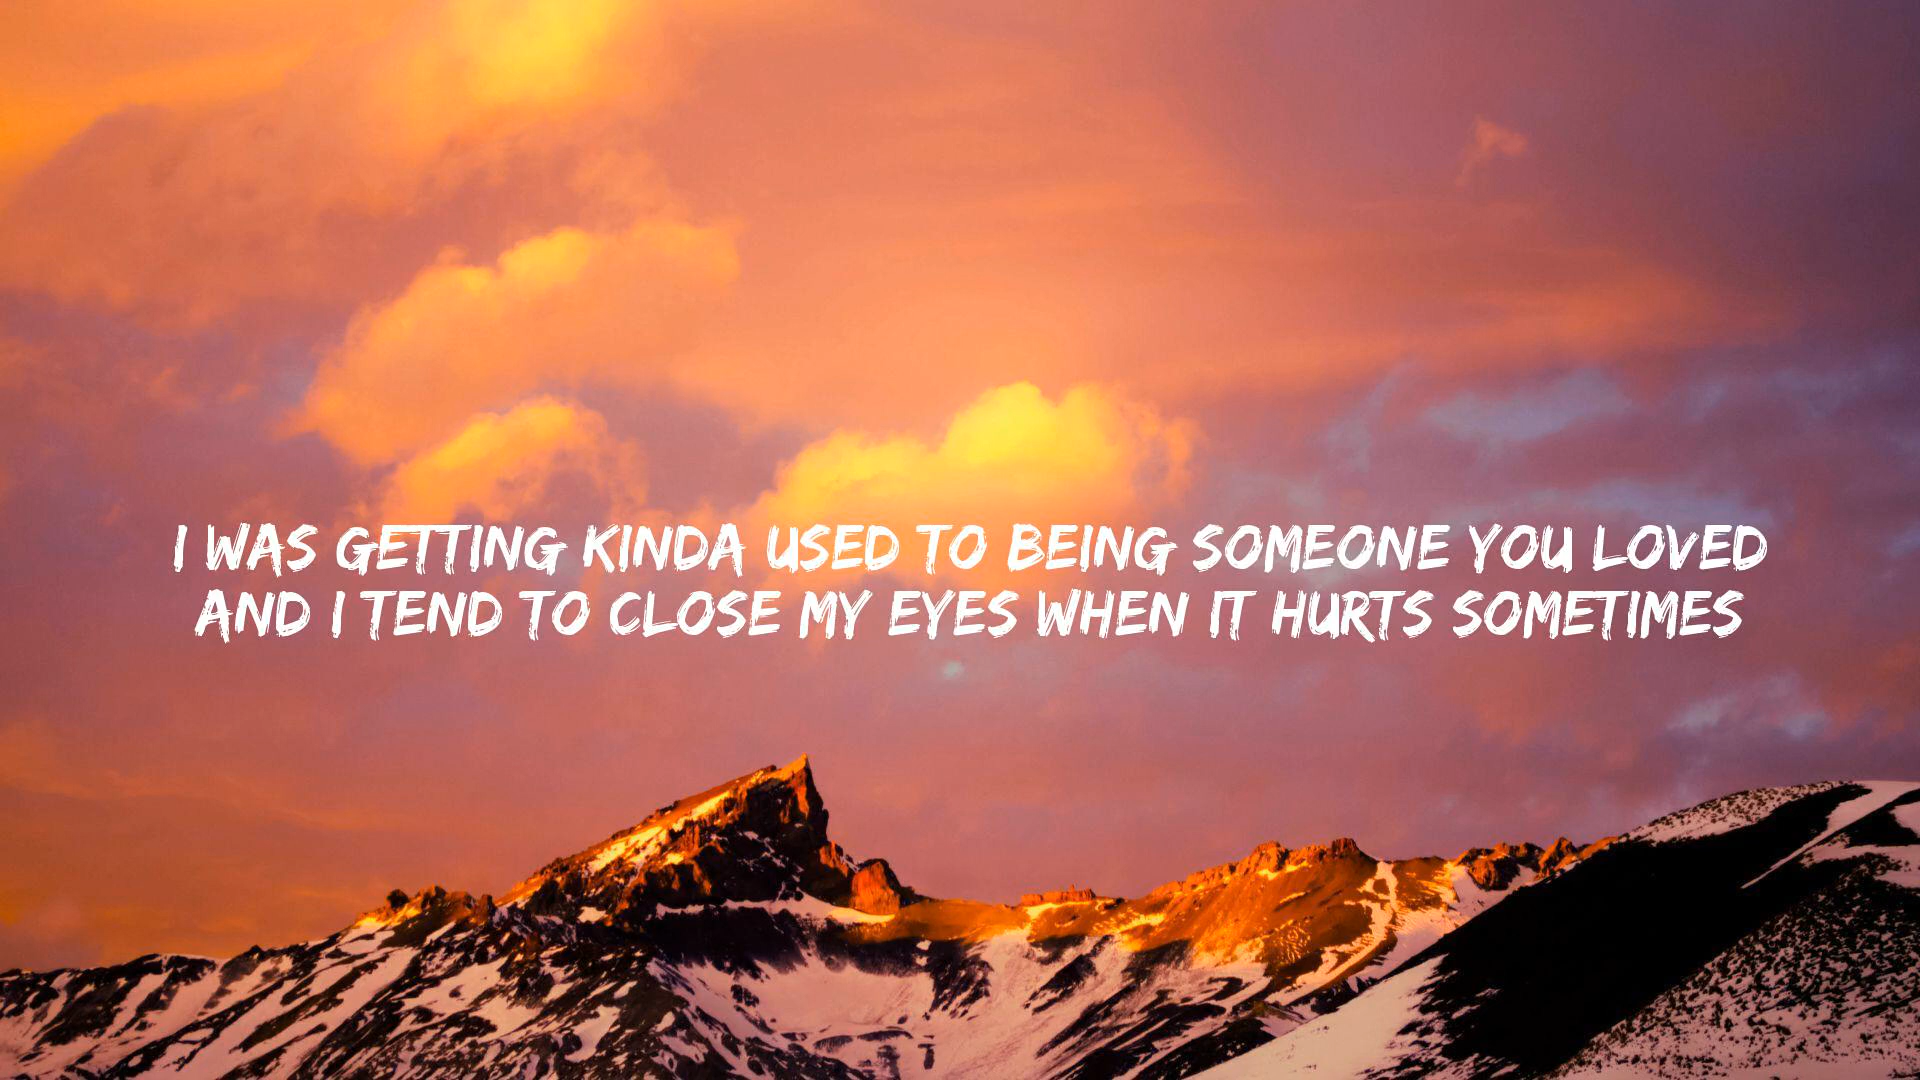 I WAS GETTING KINDA USED TO BEING SOMEONE YOU LOVED
AND I TEND TO CLOSE MY EYES WHEN IT HURTS SOMETIMES